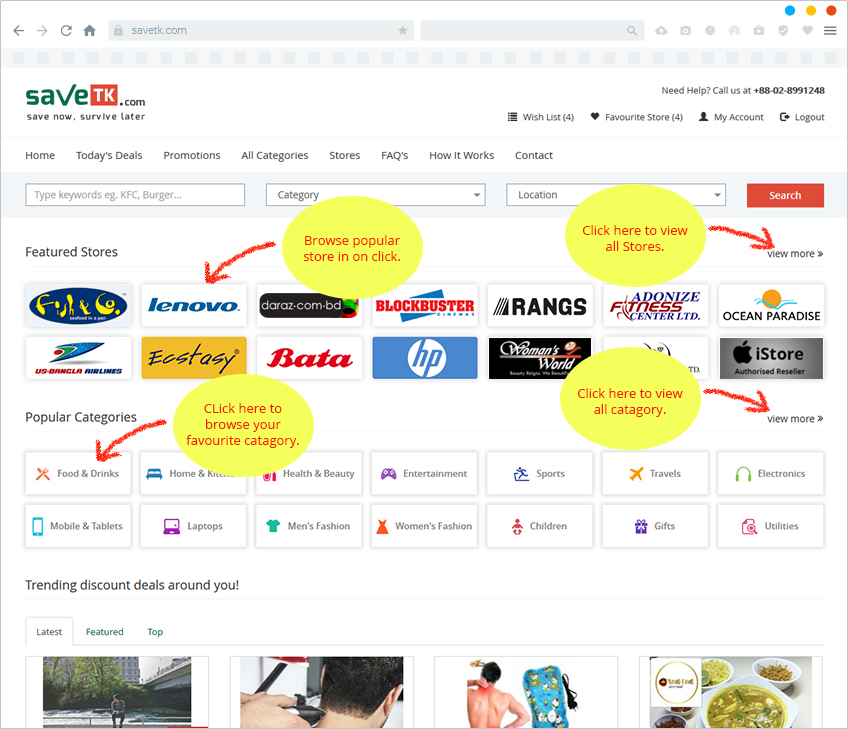 savetk.com
saveTK.com
save now, survive later
Need Help? Call us at +88-02-8991248
Wish List (4) Favourite Store (4) My Account Logout
Home Today's Deals Promotions All Categories Stores FAQ's How It Works Contact
Type keywords eg. KFC, Burger... Category Location Search
Browse popular
store in on click.
Click here to view
all Stores.
Featured Stores
view more »
Fish & Co.
seafood in a pan
lenovo
daraz-com-bd
BLOCKBUSTER
CINEMAS
RANGS
ADONIZE
FITNESS
CENTER LTD.
OCEAN PARADISE
US-BANGLA AIRLINES
Ecstasy
Bata
hp
Woman's
World
Beauty Reigns, We Beautify
iStore
Authorised Reseller
CLick here to
browse your
favourite catagory.
Click here to view
all catagory.
Popular Categories
view more »
Food & Drinks Home & Kitchen Health & Beauty Entertainment Sports Travels Electronics
Mobile & Tablets Laptops Men's Fashion Women's Fashion Children Gifts Utilities
Trending discount deals around you!
Latest Featured Top